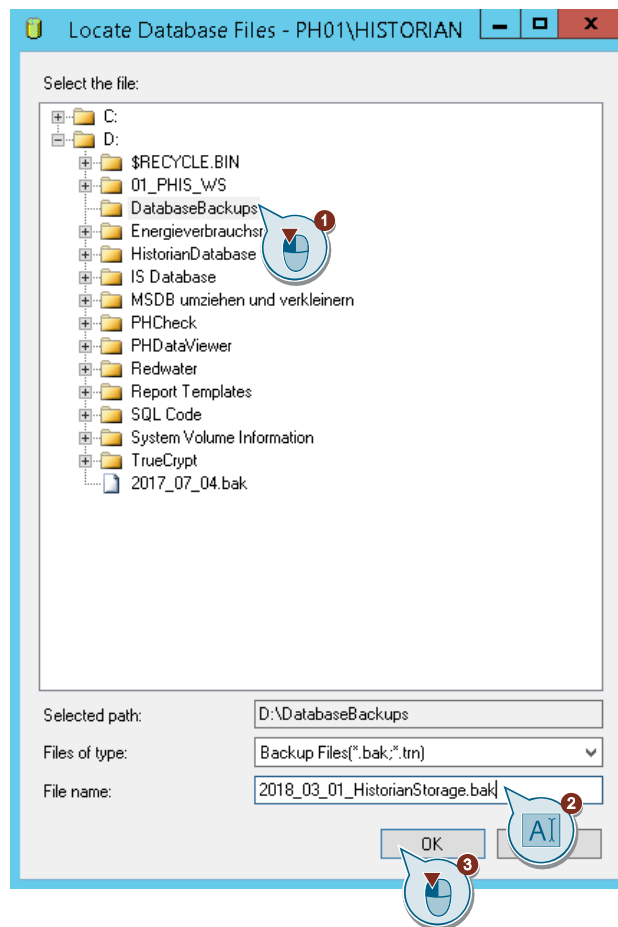 Locate Database Files - PH01\HISTORIAN
Select the file:
C:
D:
$RECYCLE.BIN
01_PHIS_WS
DatabaseBackups
1
Energieverbrauchsr
HistorianDatabase
IS Database
MSDB umziehen und verkleinern
PHCheck
PHDataViewer
Redwater
Report Templates
SQL Code
System Volume Information
TrueCrypt
2017_07_04.bak
Selected path: D:\DatabaseBackups
Files of type: Backup Files(*.bak;*.trn)
File name: 2018_03_01_HistorianStorage.bak
2
A
OK
3